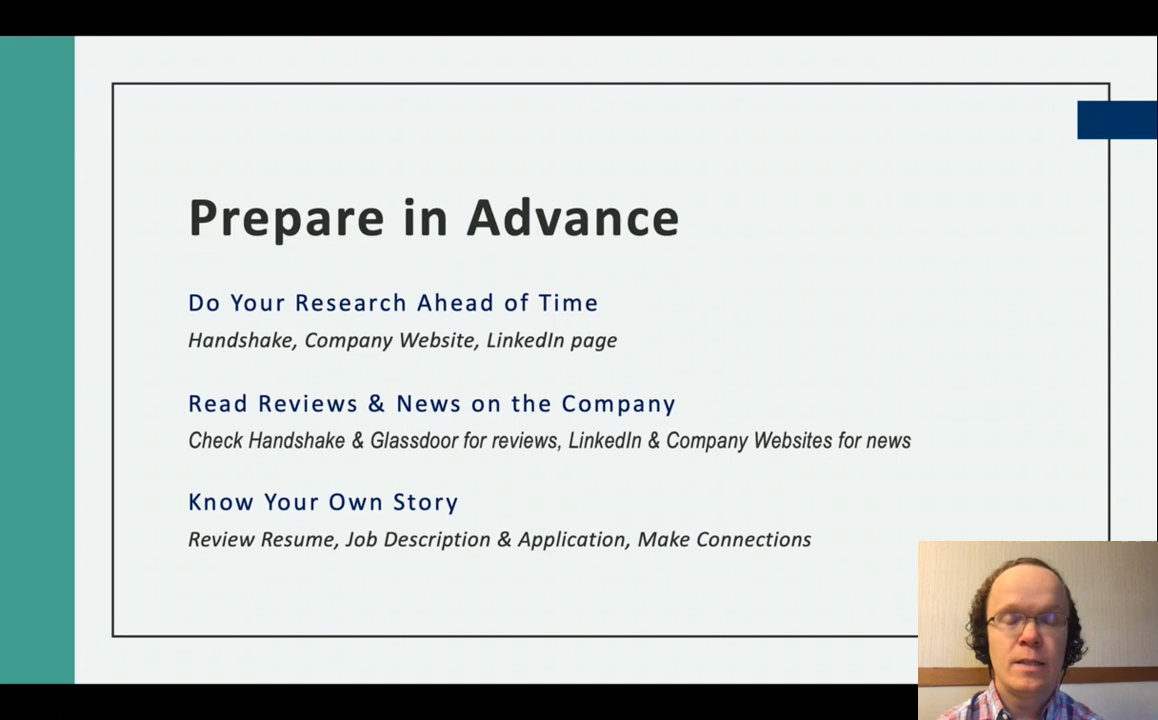 Prepare in Advance
Do Your Research Ahead of Time
Handshake, Company Website, LinkedIn page
Read Reviews & News on the Company
Check Handshake & Glassdoor for reviews, LinkedIn & Company Websites for news
Know Your Own Story
Review Resume, Job Description & Application, Make Connections